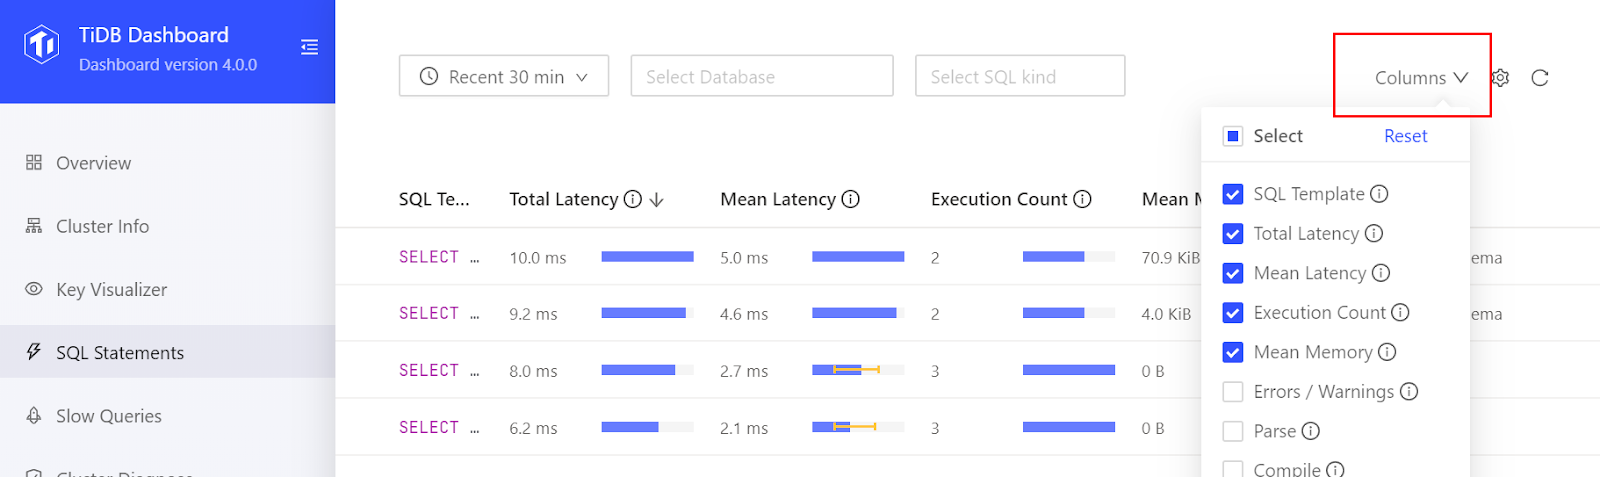 TiDB Dashboard
Dashboard version 4.0.0
Overview
Cluster Info
Key Visualizer
SQL Statements
Slow Queries
Cluster Diagnose
Recent 30 min Select Database Select SQL kind Columns
SQL Te... Total Latency Mean Latency Execution Count Mean M
SELECT ... 10.0 ms 5.0 ms 2 70.9 KiB ema
SELECT ... 9.2 ms 4.6 ms 2 4.0 KiB ema
SELECT ... 8.0 ms 2.7 ms 3 0 B
SELECT ... 6.2 ms 2.1 ms 3 0 B
Select Reset
SQL Template
Total Latency
Mean Latency
Execution Count
Mean Memory
Errors / Warnings
Parse
Compile